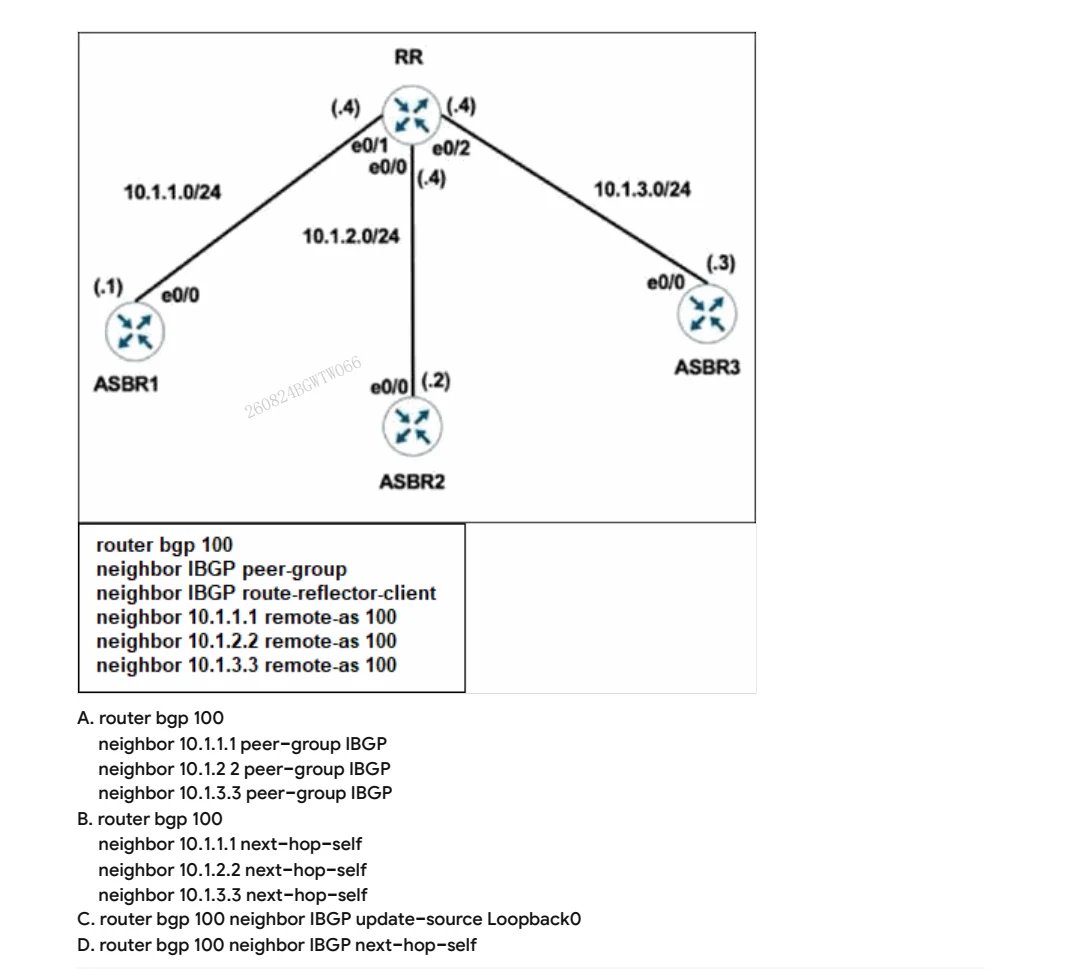 RR
(.4)
(.4)
e0/1
e0/2
e0/0
(.4)
10.1.1.0/24
10.1.3.0/24
10.1.2.0/24
(.3)
(.1)
e0/0
e0/0
ASBR1
ASBR3
260824BGWTW066
e0/0
(.2)
ASBR2
router bgp 100
neighbor IBGP peer-group
neighbor IBGP route-reflector-client
neighbor 10.1.1.1 remote-as 100
neighbor 10.1.2.2 remote-as 100
neighbor 10.1.3.3 remote-as 100
A. router bgp 100
neighbor 10.1.1.1 peer-group IBGP
neighbor 10.1.2 2 peer-group IBGP
neighbor 10.1.3.3 peer-group IBGP
B. router bgp 100
neighbor 10.1.1.1 next-hop-self
neighbor 10.1.2.2 next-hop-self
neighbor 10.1.3.3 next-hop-self
C. router bgp 100 neighbor IBGP update-source Loopback0
D. router bgp 100 neighbor IBGP next-hop-self